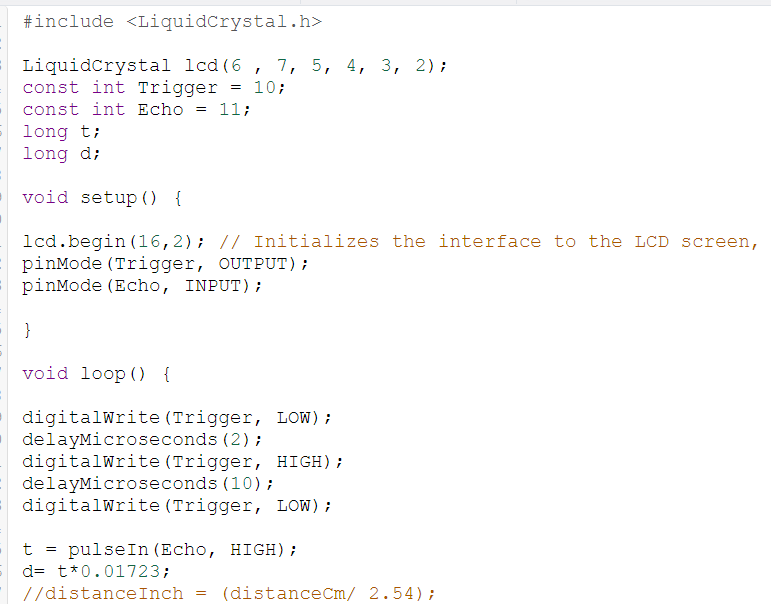 #include <LiquidCrystal.h>
LiquidCrystal lcd(6 , 7, 5, 4, 3, 2);
const int Trigger = 10;
const int Echo = 11;
long t;
long d;
void setup() {
lcd.begin(16,2); // Initializes the interface to the LCD screen,
pinMode(Trigger, OUTPUT);
pinMode(Echo, INPUT);
}
void loop() {
digitalWrite(Trigger, LOW);
delayMicroseconds(2);
digitalWrite(Trigger, HIGH);
delayMicroseconds(10);
digitalWrite(Trigger, LOW);
t = pulseIn(Echo, HIGH);
d= t*0.01723;
//distanceInch = (distanceCm/ 2.54);